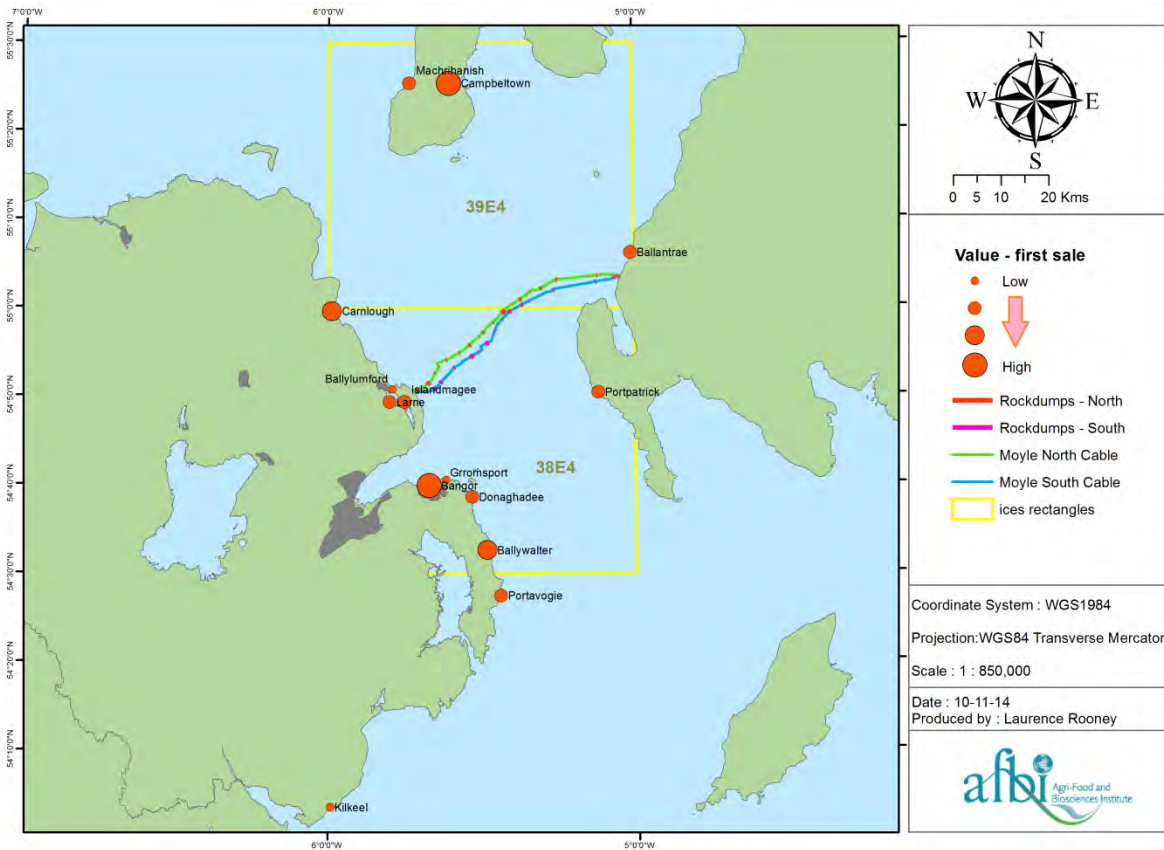 7°0'0"W
6°0'0"W
5°0'0"W
55°30'0"N
55°20'0"N
55°10'0"N
55°0'0"N
54°50'0"N
54°40'0"N
54°30'0"N
54°20'0"N
54°10'0"N
Machrihanish
Campbeltown
39E4
Ballantrae
Carnlough
Ballylumford
Islandmagee
Larne
Portpatrick
38E4
Grromsport
Bangor
Donaghadee
Ballywalter
Portavogie
Kilkeel
6°0'0"W
5°0'0"W
N
W E
S
0 5 10 20 Kms
Value - first sale
Low
High
Rockdumps - North
Rockdumps - South
Moyle North Cable
Moyle South Cable
ices rectangles
Coordinate System : WGS1984
Projection:WGS84 Transverse Mercator
Scale : 1 : 850,000
Date : 10-11-14
Produced by : Laurence Rooney
afbi
Agri-Food and
Biosciences Institute